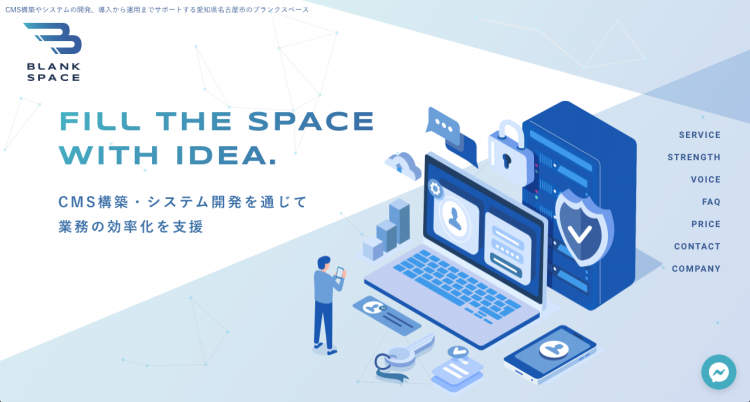 CMS構築やシステムの開発、導入から運用までサポートする愛知県名古屋市のブランクスペース
BLANK
SPACE
FILL THE SPACE
WITH IDEA.
CMS構築・システム開発を通じて
業務の効率化を支援
SERVICE
STRENGTH
VOICE
FAQ
PRICE
CONTACT
COMPANY